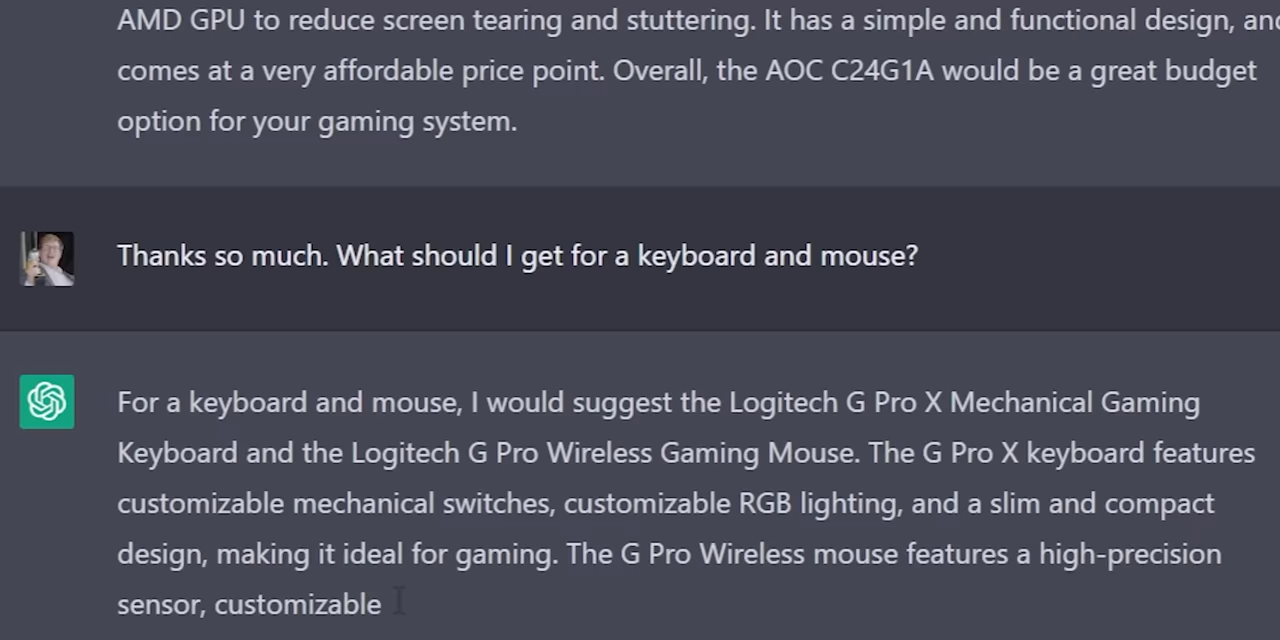 AMD GPU to reduce screen tearing and stuttering. It has a simple and functional design, and
comes at a very affordable price point. Overall, the AOC C24G1A would be a great budget
option for your gaming system.
Thanks so much. What should I get for a keyboard and mouse?
For a keyboard and mouse, I would suggest the Logitech G Pro X Mechanical Gaming
Keyboard and the Logitech G Pro Wireless Gaming Mouse. The G Pro X keyboard features
customizable mechanical switches, customizable RGB lighting, and a slim and compact
design, making it ideal for gaming. The G Pro Wireless mouse features a high-precision
sensor, customizable